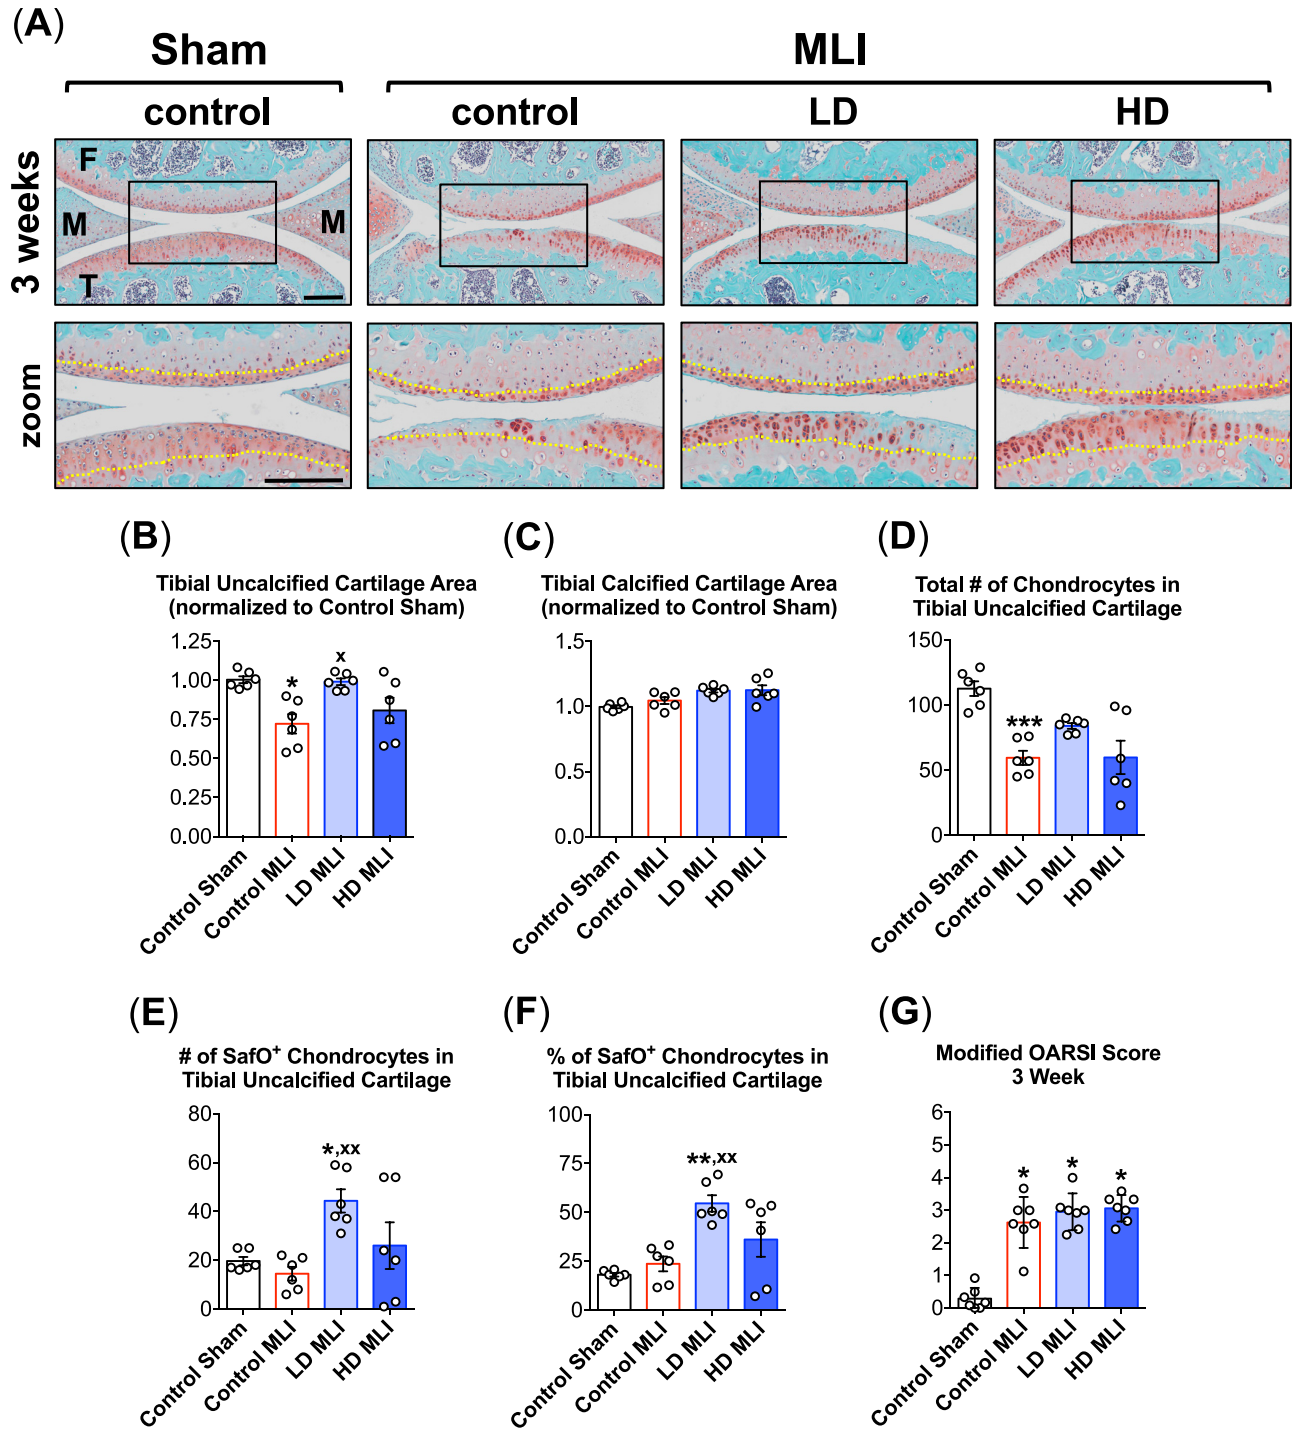 (A)
Sham
MLI
control
control
LD
HD
3 weeks
F
M
M
T
zoom
(B)
Tibial Uncalcified Cartilage Area
(normalized to Control Sham)
1.25
1.00
0.75
0.50
0.25
0.00
*
x
Control Sham
Control MLI
LD MLI
HD MLI
(C)
Tibial Calcified Cartilage Area
(normalized to Control Sham)
1.5
1.0
0.5
0.0
Control Sham
Control MLI
LD MLI
HD MLI
(D)
Total # of Chondrocytes in
Tibial Uncalcified Cartilage
150
100
50
0
***
Control Sham
Control MLI
LD MLI
HD MLI
(E)
# of SafO⁺ Chondrocytes in
Tibial Uncalcified Cartilage
80
60
40
20
0
*,xx
Control Sham
Control MLI
LD MLI
HD MLI
(F)
% of SafO⁺ Chondrocytes in
Tibial Uncalcified Cartilage
100
75
50
25
0
**,xx
Control Sham
Control MLI
LD MLI
HD MLI
(G)
Modified OARSI Score
3 Week
6
5
4
3
2
1
0
*
*
*
Control Sham
Control MLI
LD MLI
HD MLI